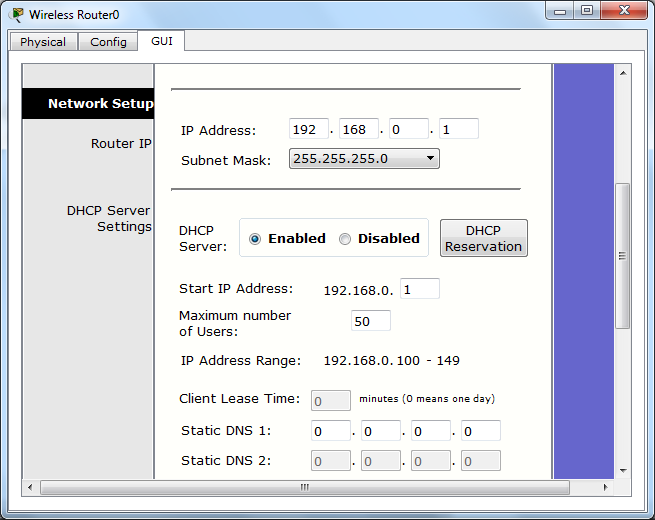 Wireless Router0
Physical Config GUI
Network Setup
Router IP
IP Address: 192 . 168 . 0 . 1
Subnet Mask: 255.255.255.0
DHCP Server
Settings
DHCP
Server:
Enabled Disabled
DHCP
Reservation
Start IP Address: 192.168.0. 1
Maximum number
of Users:
50
IP Address Range: 192.168.0.100 - 149
Client Lease Time: 0 minutes (0 means one day)
Static DNS 1: 0 . 0 . 0 . 0
Static DNS 2: 0 . 0 . 0 . 0